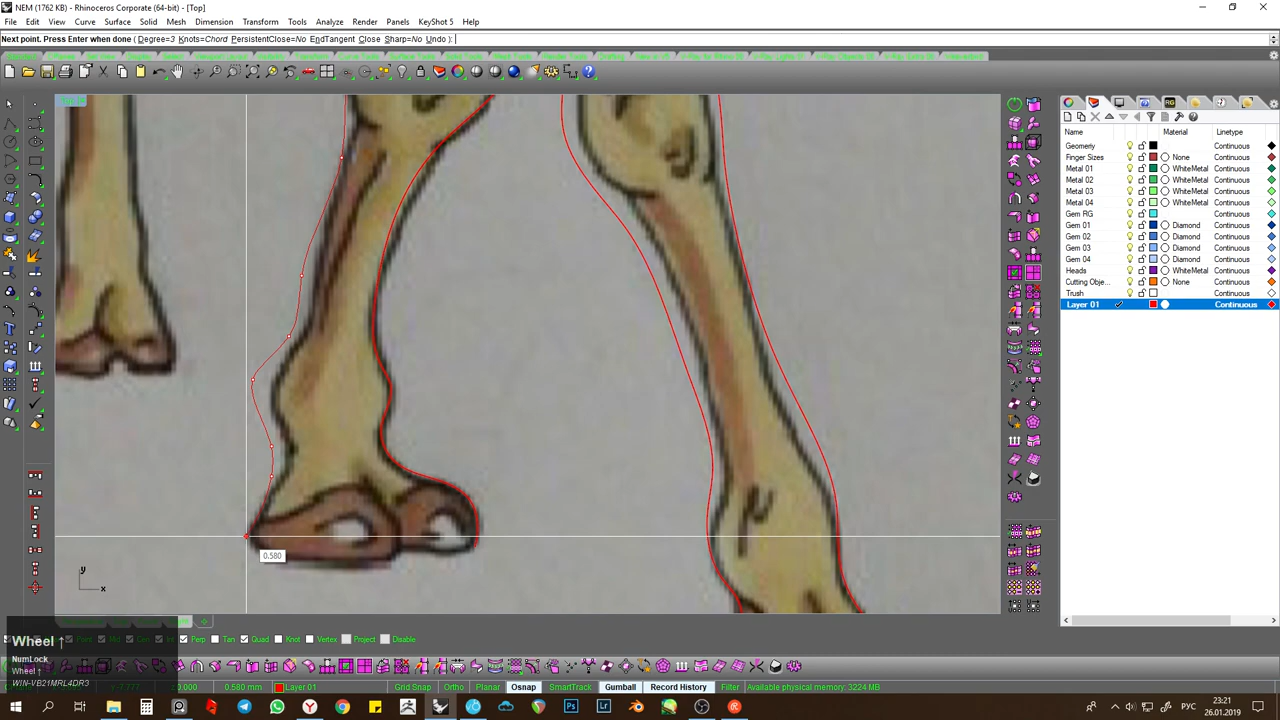 NEM (1762 KB) - Rhinoceros Corporate (64-bit) - [Top]
File Edit View Curve Surface Solid Mesh Dimension Transform Tools Analyze Render Panels KeyShot 5 Help
Next point. Press Enter when done ( Degree=3 Knots=Chord PersistentClose=No EndTangent Close Sharp=No Undo ):
Name Material Linetype
Geomeriy Continuous
Finger Sizes None Continuous
Metal 01 WhiteMetal Continuous
Metal 02 WhiteMetal Continuous
Metal 03 WhiteMetal Continuous
Metal 04 WhiteMetal Continuous
Gem RG Continuous
Gem 01 Diamond Continuous
Gem 02 Diamond Continuous
Gem 03 Diamond Continuous
Gem 04 Diamond Continuous
Heads WhiteMetal Continuous
Cutting Obje... None Continuous
Trush Continuous
Layer 01 Continuous
0.580
y
x
Wheel ↑
NumLock
Wheel ↑
WIN-VB21MRL4DR3
Perp Tan Quad Knot Vertex Project Disable
0.580 mm Layer 01 Grid Snap Ortho Planar Osnap SmartTrack Gumball Record History Filter Available physical memory: 3224 MB
РУС
23:21
26.01.2019